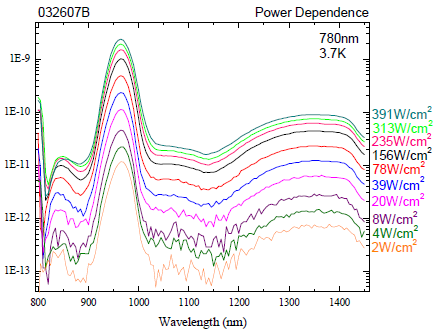 032607B Power Dependence
780nm
3.7K
1E-9
1E-10
1E-11
1E-12
1E-13
391W/cm²
313W/cm²
235W/cm²
156W/cm²
78W/cm²
39W/cm²
20W/cm²
8W/cm²
4W/cm²
2W/cm²
800 900 1000 1100 1200 1300 1400
Wavelength (nm)